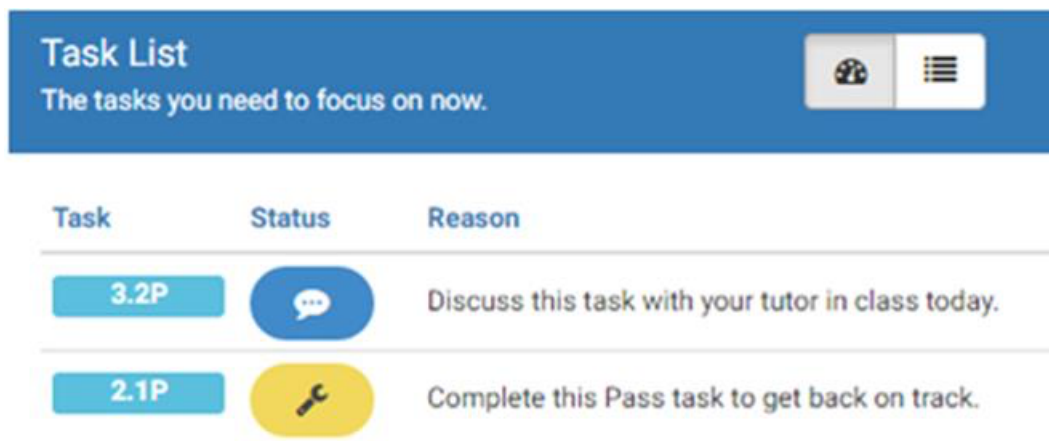 Task List
The tasks you need to focus on now.
Task Status Reason
3.2P Discuss this task with your tutor in class today.
2.1P Complete this Pass task to get back on track.